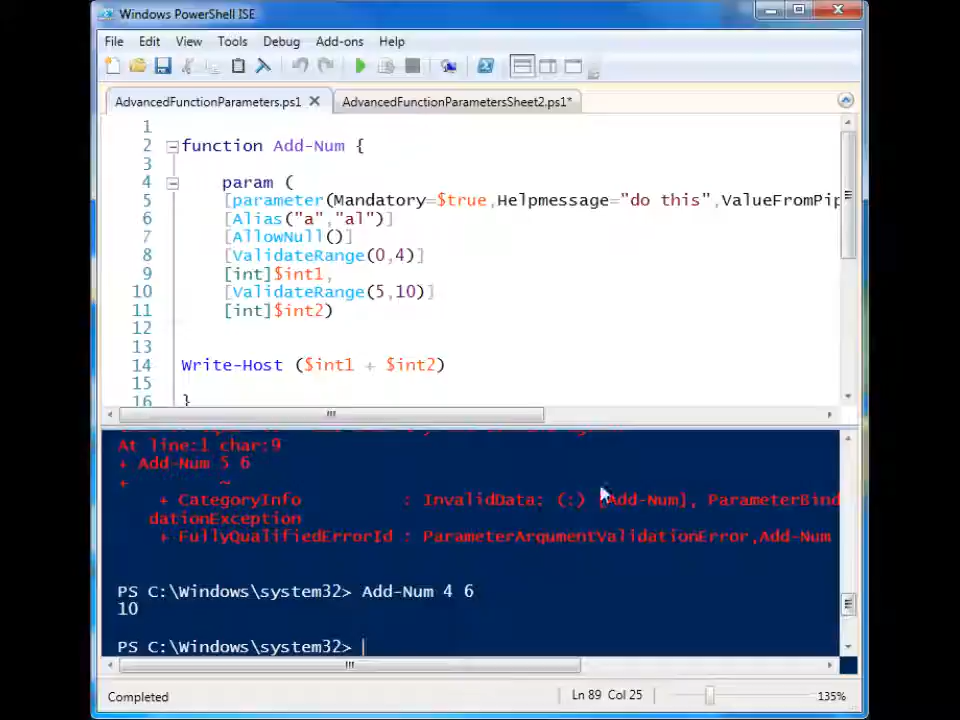 Windows PowerShell ISE
File Edit View Tools Debug Add-ons Help
AdvancedFunctionParameters.ps1 AdvancedFunctionParametersSheet2.ps1*
1
2 function Add-Num {
3
4 param (
5 [parameter(Mandatory=$true,Helpmessage="do this",ValueFromPip
6 [Alias("a","al")]
7 [AllowNull()]
8 [ValidateRange(0,4)]
9 [int]$int1,
10 [ValidateRange(5,10)]
11 [int]$int2)
12
13
14 Write-Host ($int1 + $int2)
15
16 }
At line:1 char:9
+ Add-Num 5 6
+ ~
+ CategoryInfo : InvalidData: (:) [Add-Num], ParameterBind
dationException
+ FullyQualifiedErrorId : ParameterArgumentValidationError,Add-Num
PS C:\Windows\system32> Add-Num 4 6
10
PS C:\Windows\system32>
Completed Ln 89 Col 25 135%